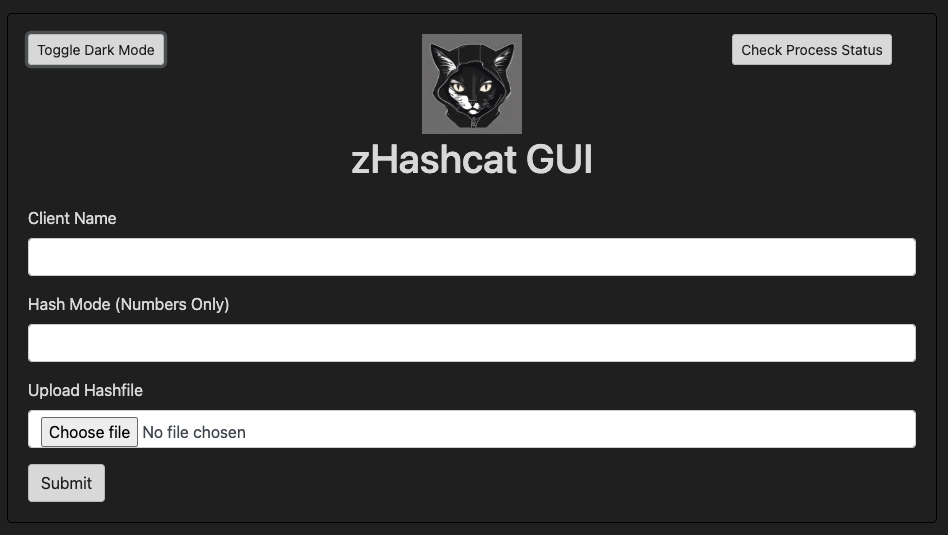 Toggle Dark Mode
Check Process Status
zHashcat GUI
Client Name
Hash Mode (Numbers Only)
Upload Hashfile
Choose file No file chosen
Submit